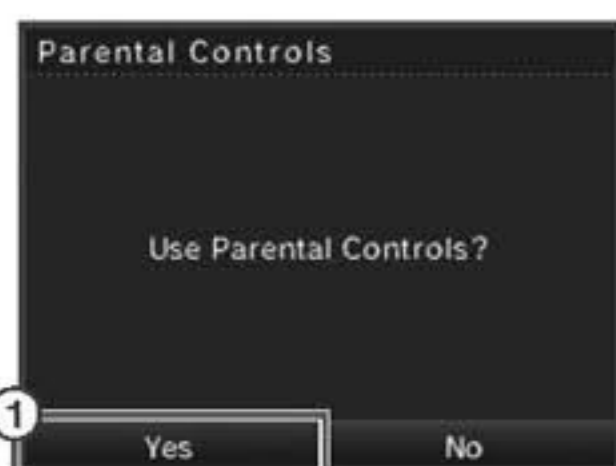 Parental Controls
Use Parental Controls?
1
Yes No